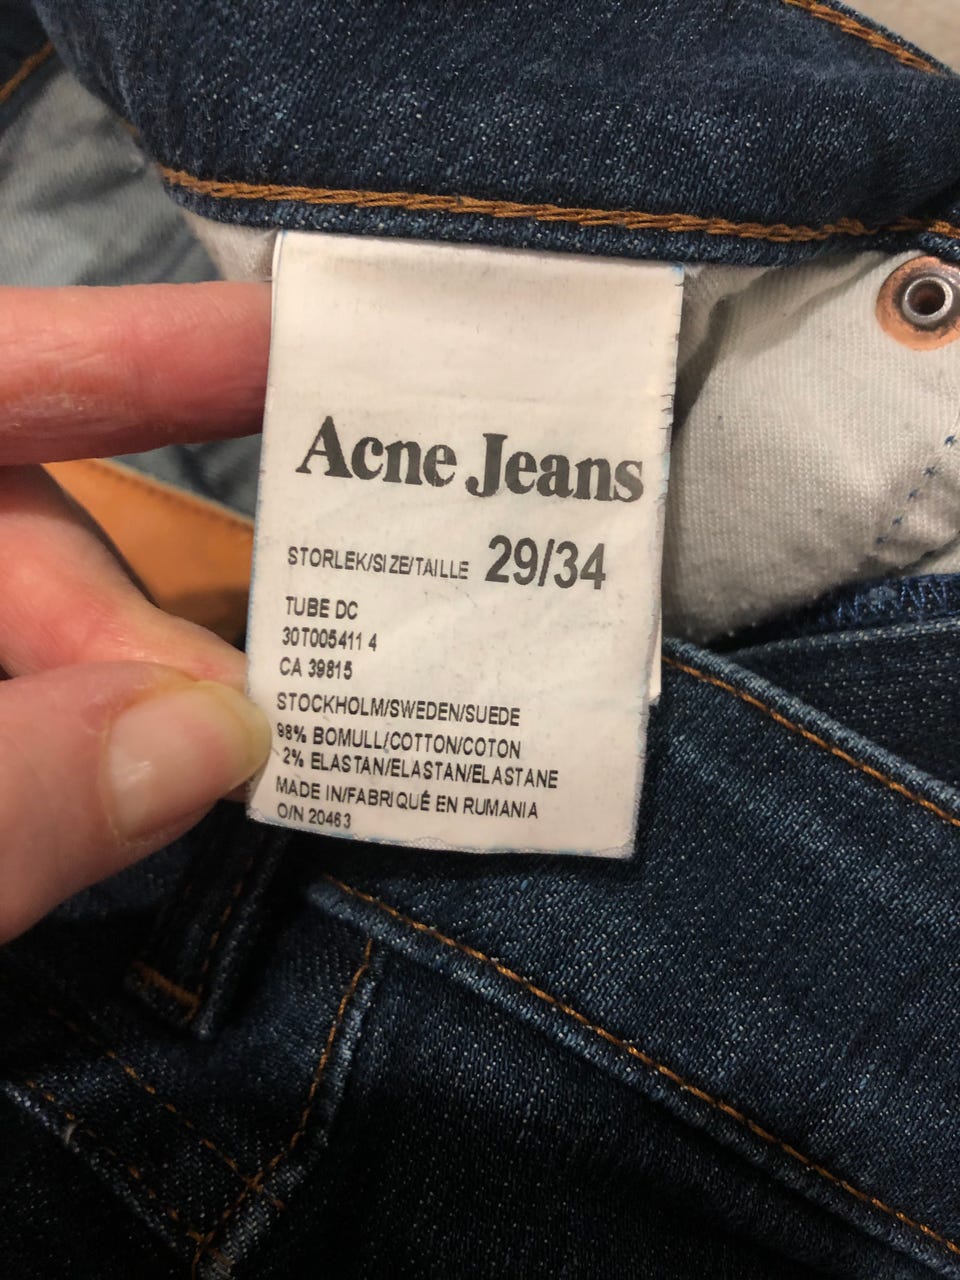 Acne Jeans
STORLEK/SIZE/TAILLE 29/34
TUBE DC
30T005411 4
CA 39815
STOCKHOLM/SWEDEN/SUEDE
98% BOMULL/COTTON/COTON
2% ELASTAN/ELASTAN/ELASTANE
MADE IN/FABRIQUÉ EN RUMANIA
O/N 20463